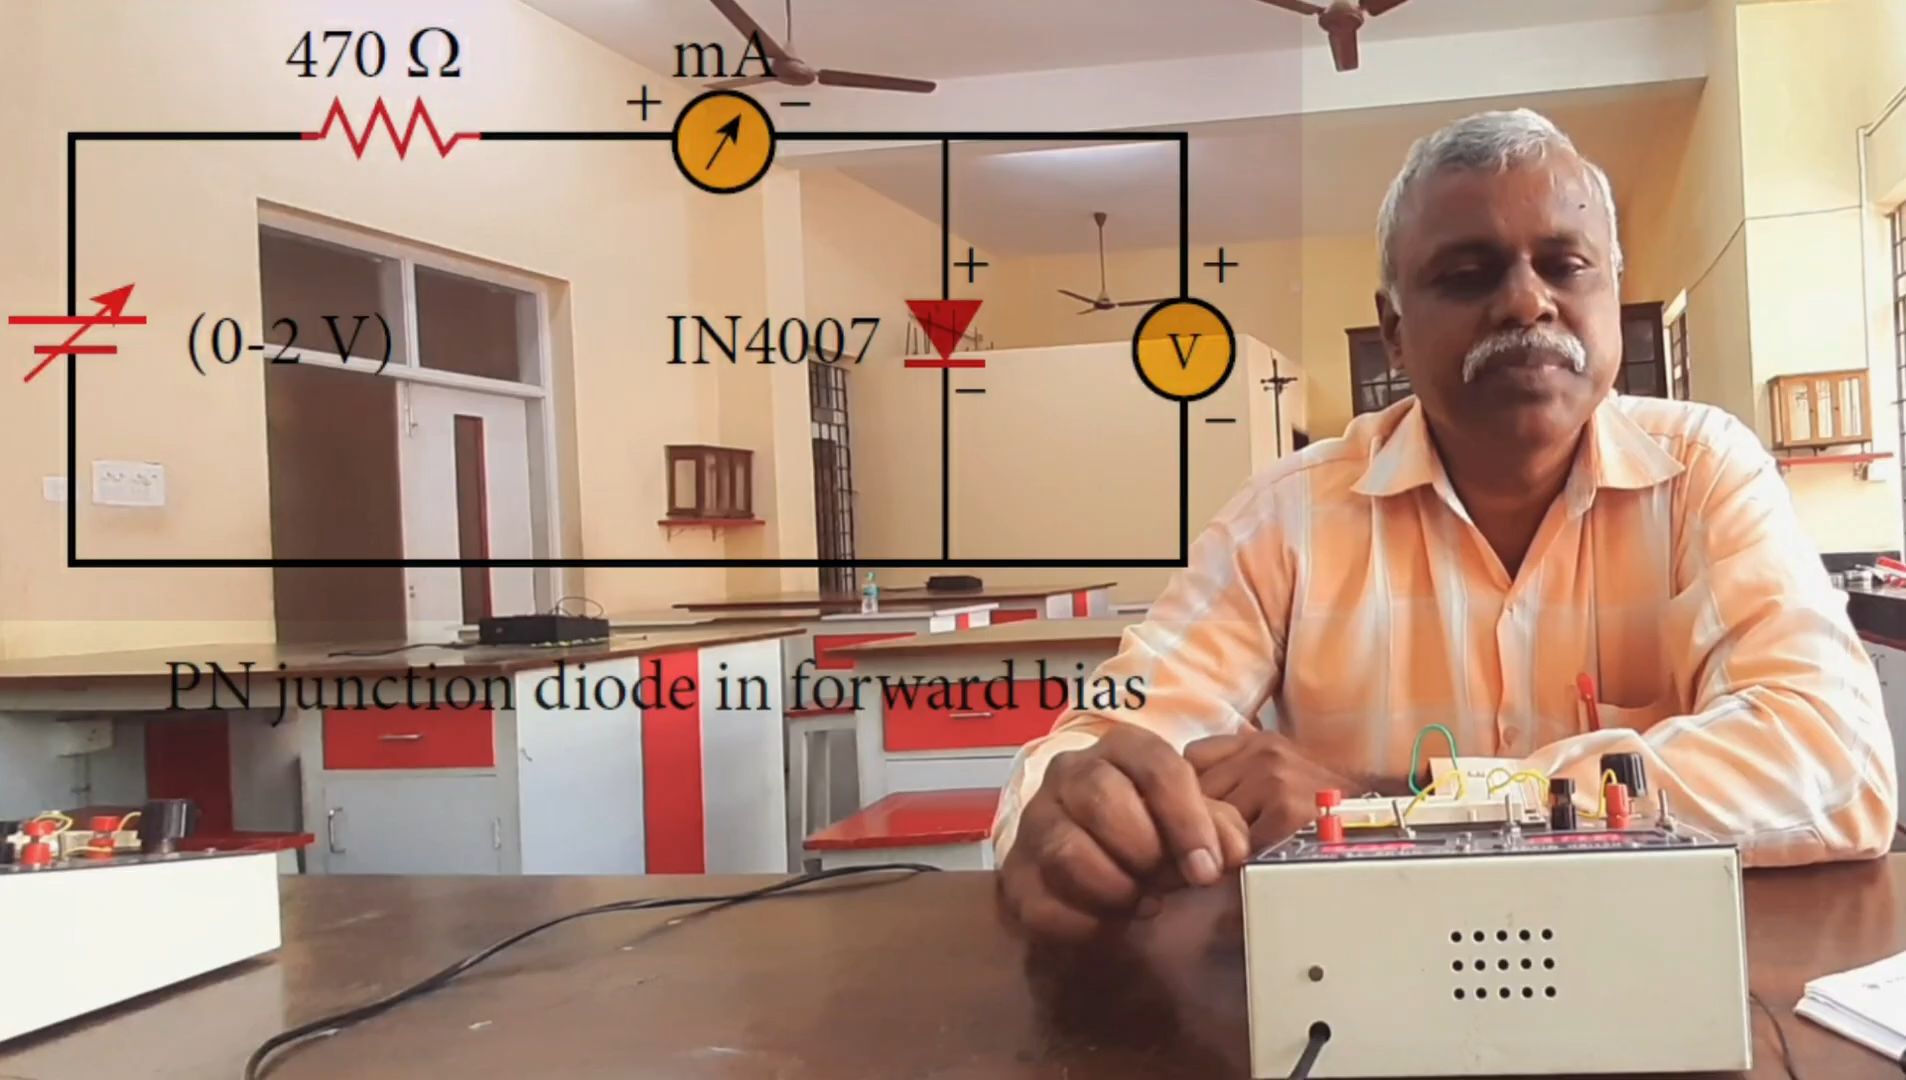 470 Ω
mA
+
−
(0-2 V)
IN4007
+
−
+
V
−
PN junction diode in forward bias